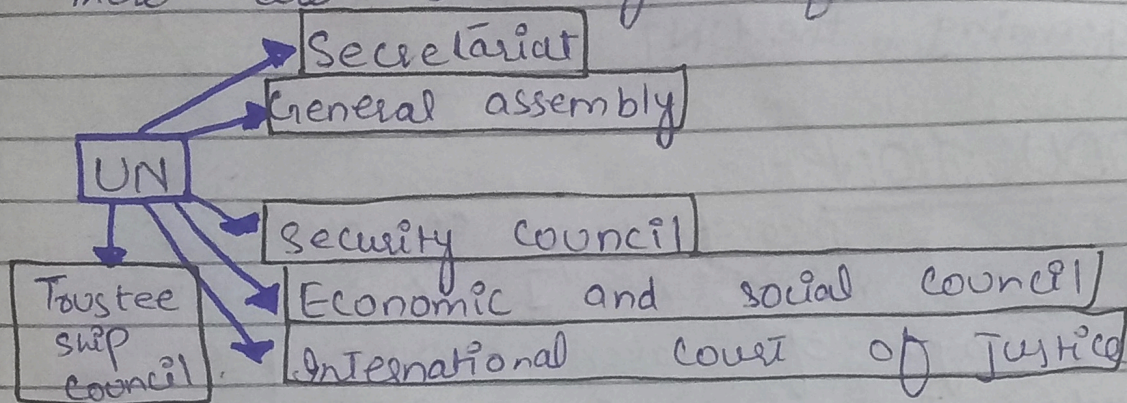 Secretariat
General assembly
UN
Security council
Economic and social council
International court of Justice
Trustee
ship
council